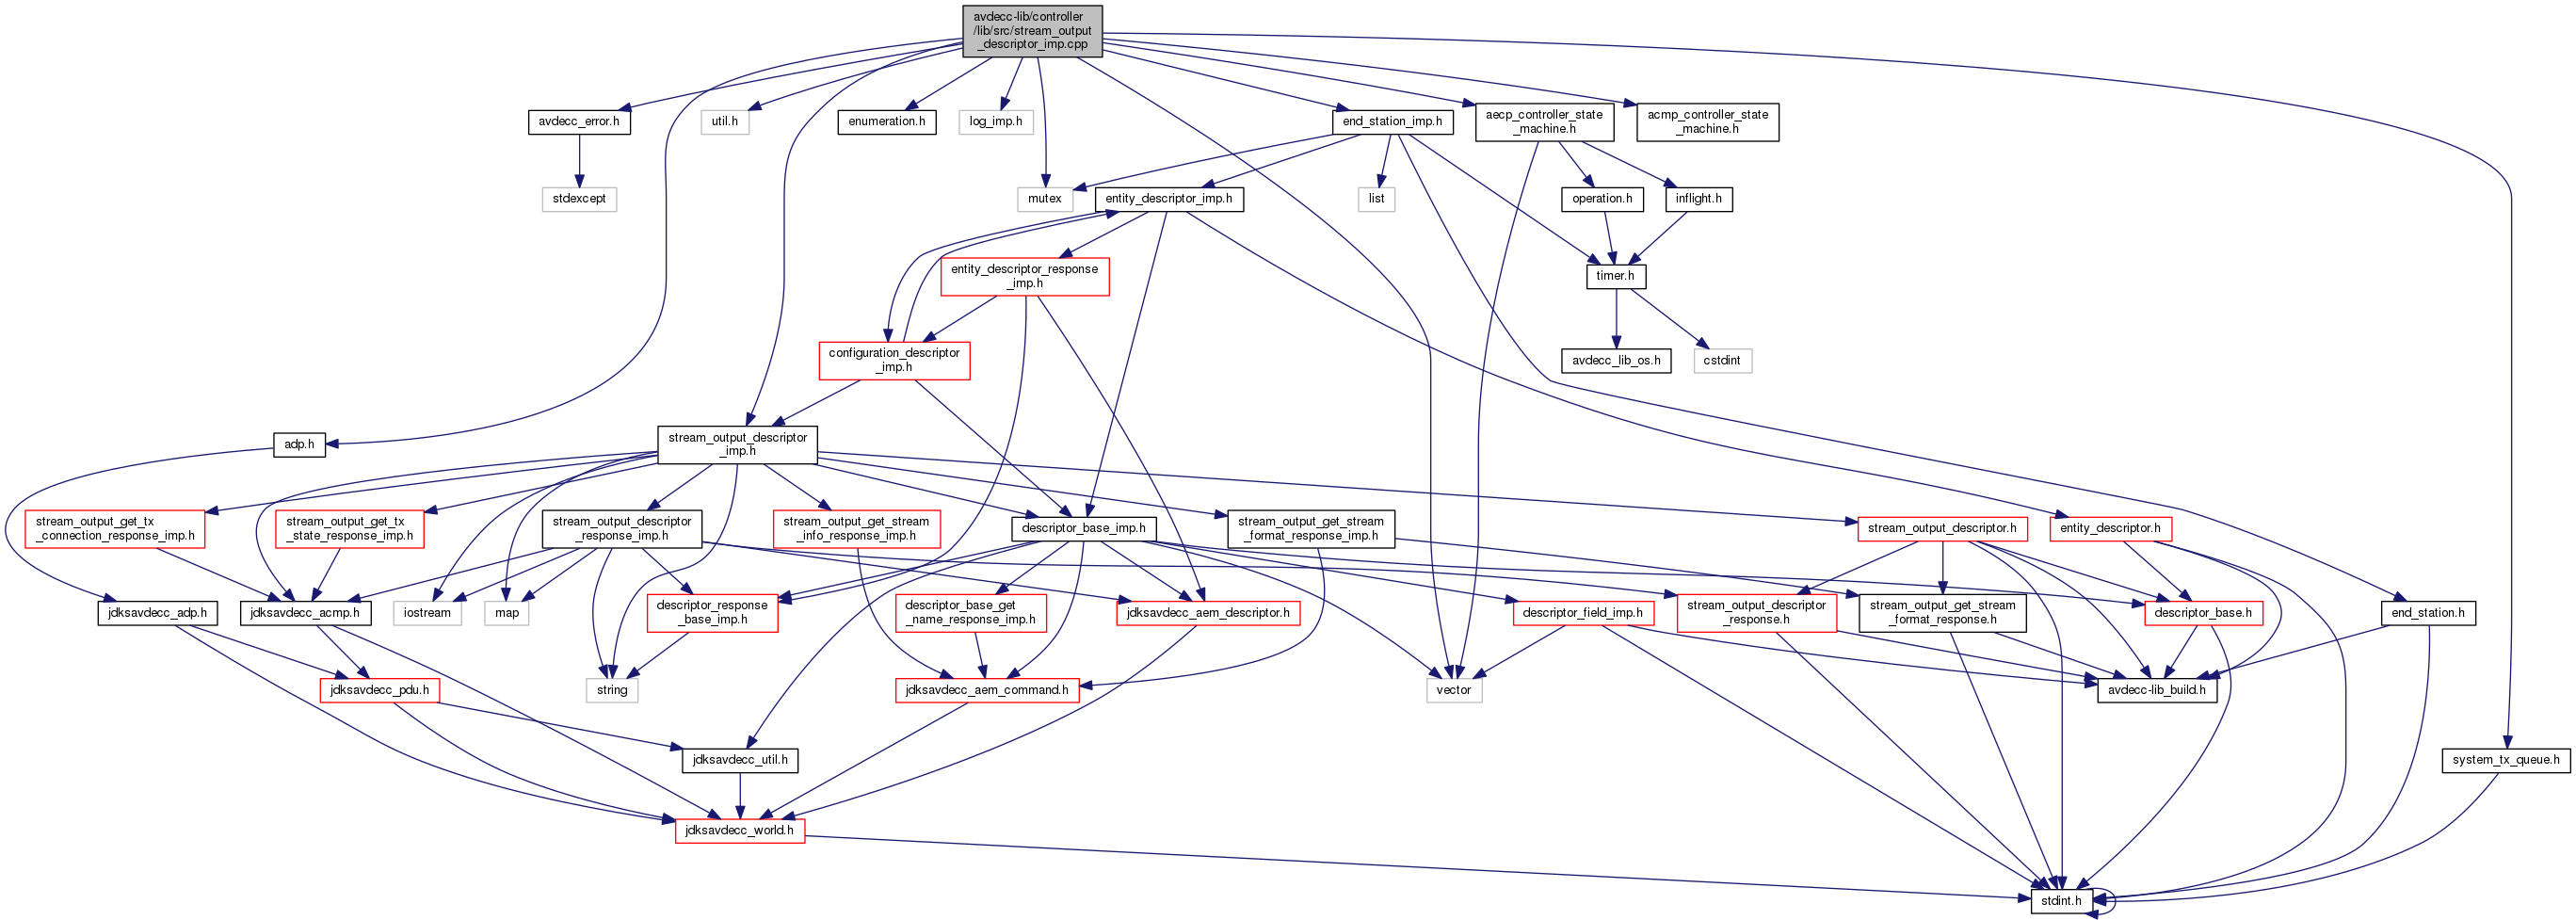 avdecc-lib/controller
/lib/src/stream_output
_descriptor_imp.cpp
avdecc_error.h
util.h
enumeration.h
log_imp.h
end_station_imp.h
aecp_controller_state
_machine.h
acmp_controller_state
_machine.h
stdexcept
mutex
entity_descriptor_imp.h
list
operation.h
inflight.h
entity_descriptor_response
_imp.h
timer.h
configuration_descriptor
_imp.h
avdecc_lib_os.h
cstdint
adp.h
stream_output_descriptor
_imp.h
stream_output_get_tx
_connection_response_imp.h
stream_output_get_tx
_state_response_imp.h
stream_output_descriptor
_response_imp.h
stream_output_get_stream
_info_response_imp.h
descriptor_base_imp.h
stream_output_get_stream
_format_response_imp.h
stream_output_descriptor.h
entity_descriptor.h
jdksavdecc_adp.h
jdksavdecc_acmp.h
iostream
map
descriptor_response
_base_imp.h
descriptor_base_get
_name_response_imp.h
jdksavdecc_aem_descriptor.h
descriptor_field_imp.h
stream_output_descriptor
_response.h
stream_output_get_stream
_format_response.h
descriptor_base.h
end_station.h
jdksavdecc_pdu.h
string
jdksavdecc_aem_command.h
vector
avdecc-lib_build.h
jdksavdecc_util.h
system_tx_queue.h
jdksavdecc_world.h
stdint.h